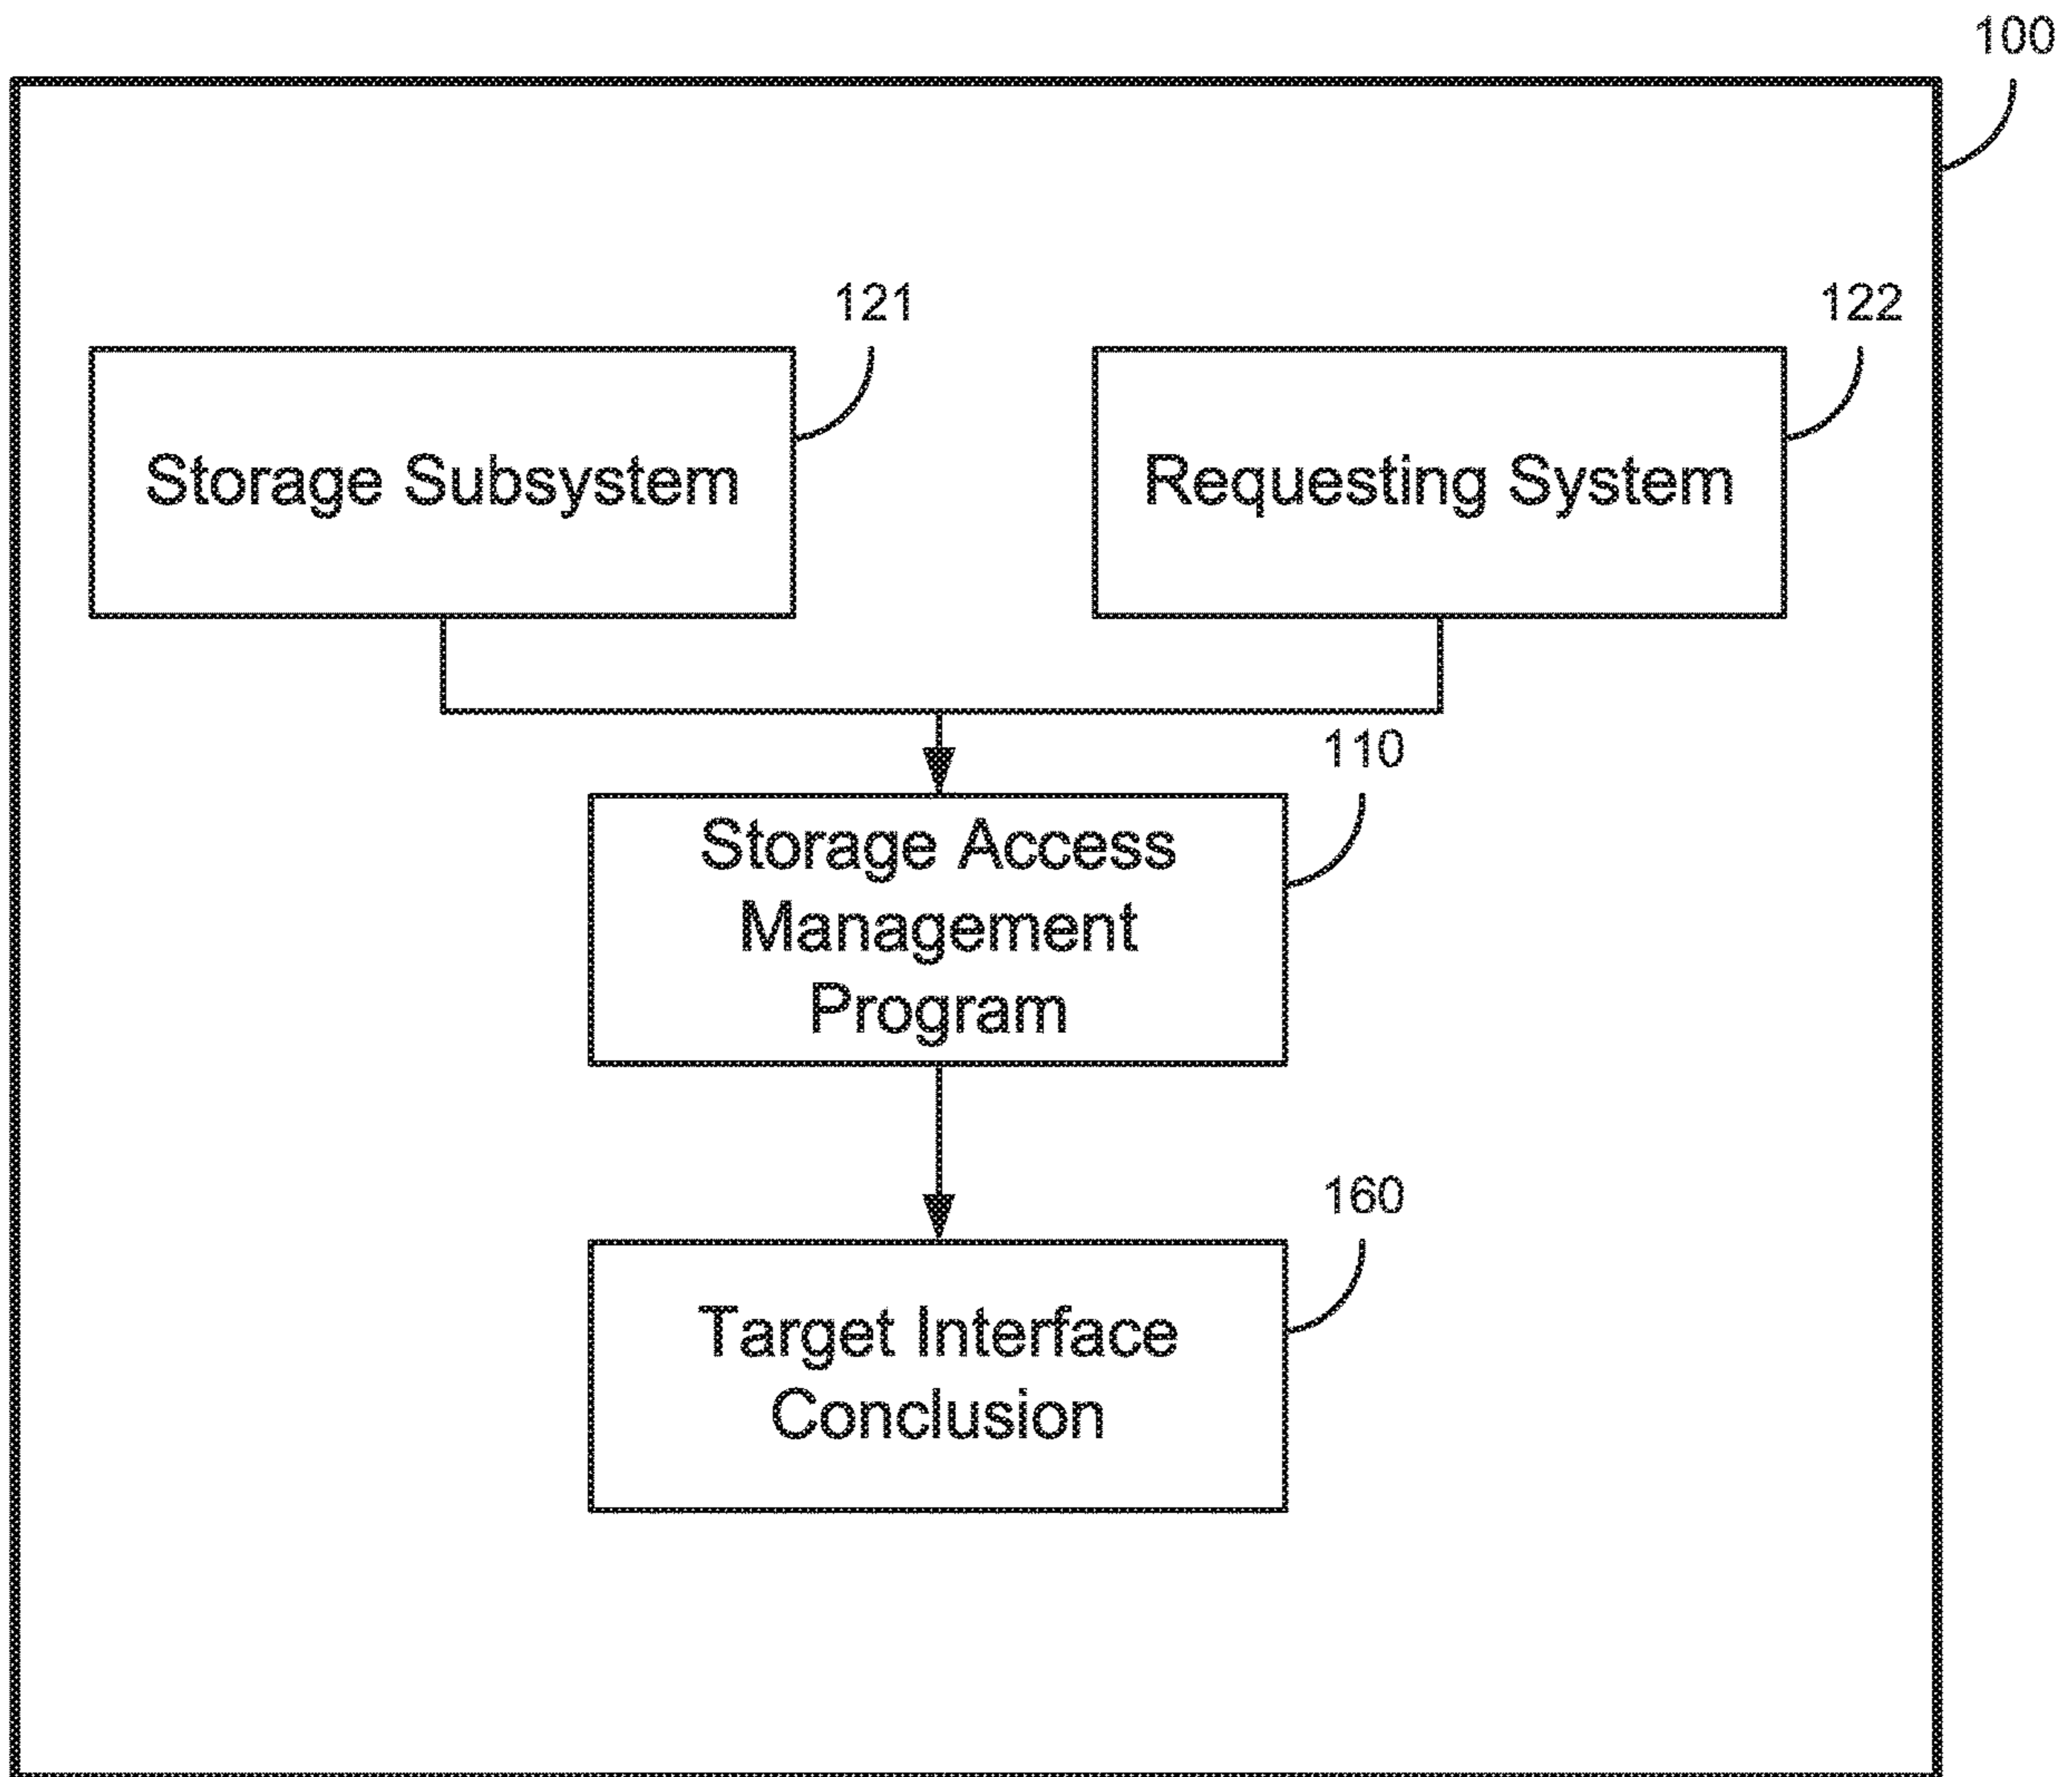 100
121
122
Storage Subsystem
Requesting System
110
Storage Access
Management
Program
160
Target Interface
Conclusion